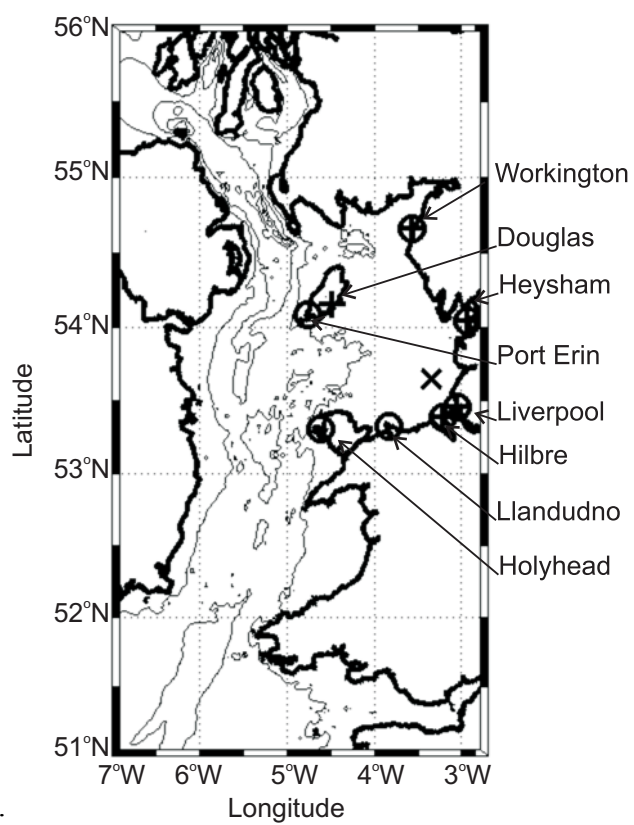 56°N
55°N
54°N
53°N
52°N
51°N
Latitude
7°W 6°W 5°W 4°W 3°W
Longitude
Workington
Douglas
Heysham
Port Erin
Liverpool
Hilbre
Llandudno
Holyhead
.